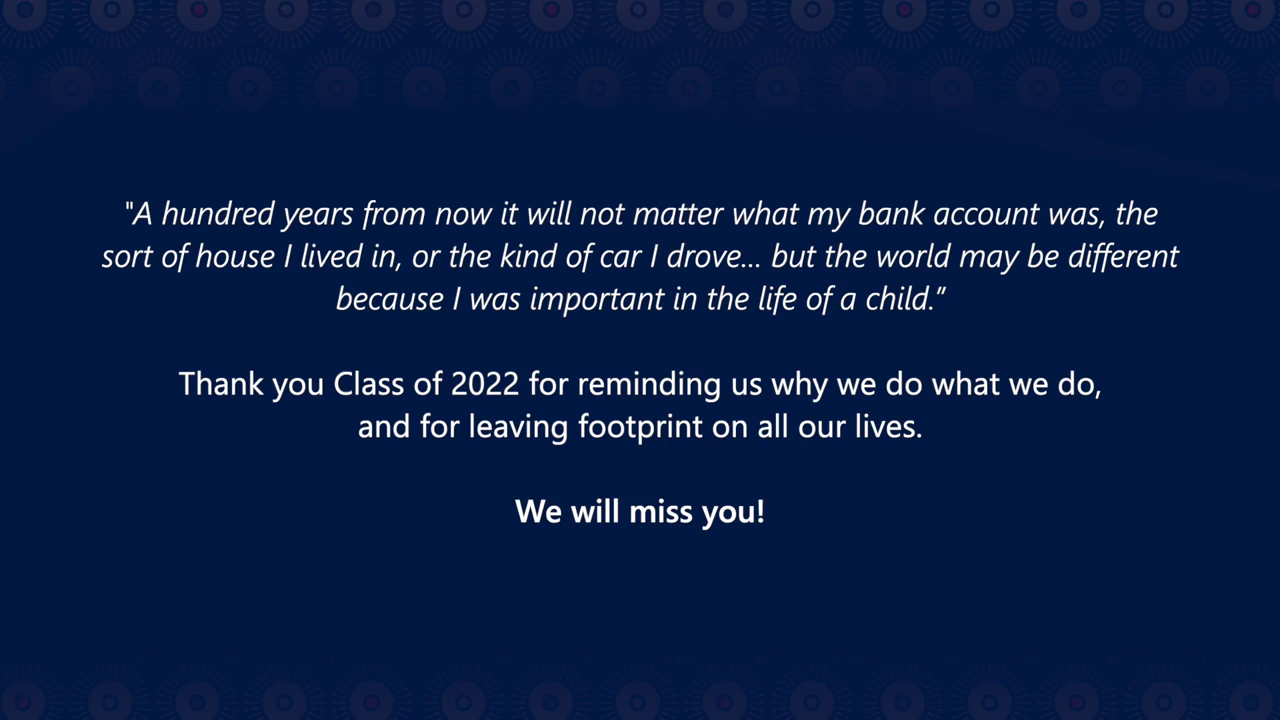 "A hundred years from now it will not matter what my bank account was, the
sort of house I lived in, or the kind of car I drove... but the world may be different
because I was important in the life of a child.”
Thank you Class of 2022 for reminding us why we do what we do,
and for leaving footprint on all our lives.
We will miss you!